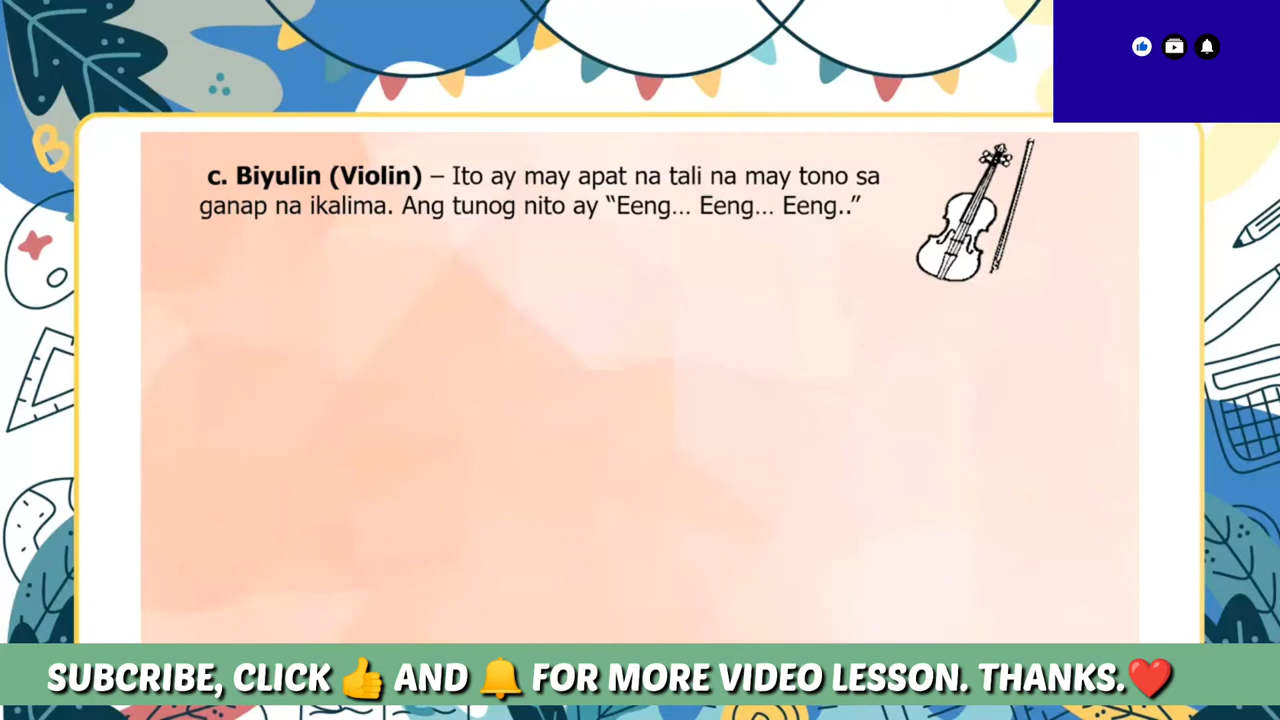 B
c. Biyulin (Violin) – Ito ay may apat na tali na may tono sa
ganap na ikalima. Ang tunog nito ay “Eeng... Eeng... Eeng..”
SUBCRIBE, CLICK 👍 AND 🔔 FOR MORE VIDEO LESSON. THANKS.❤️